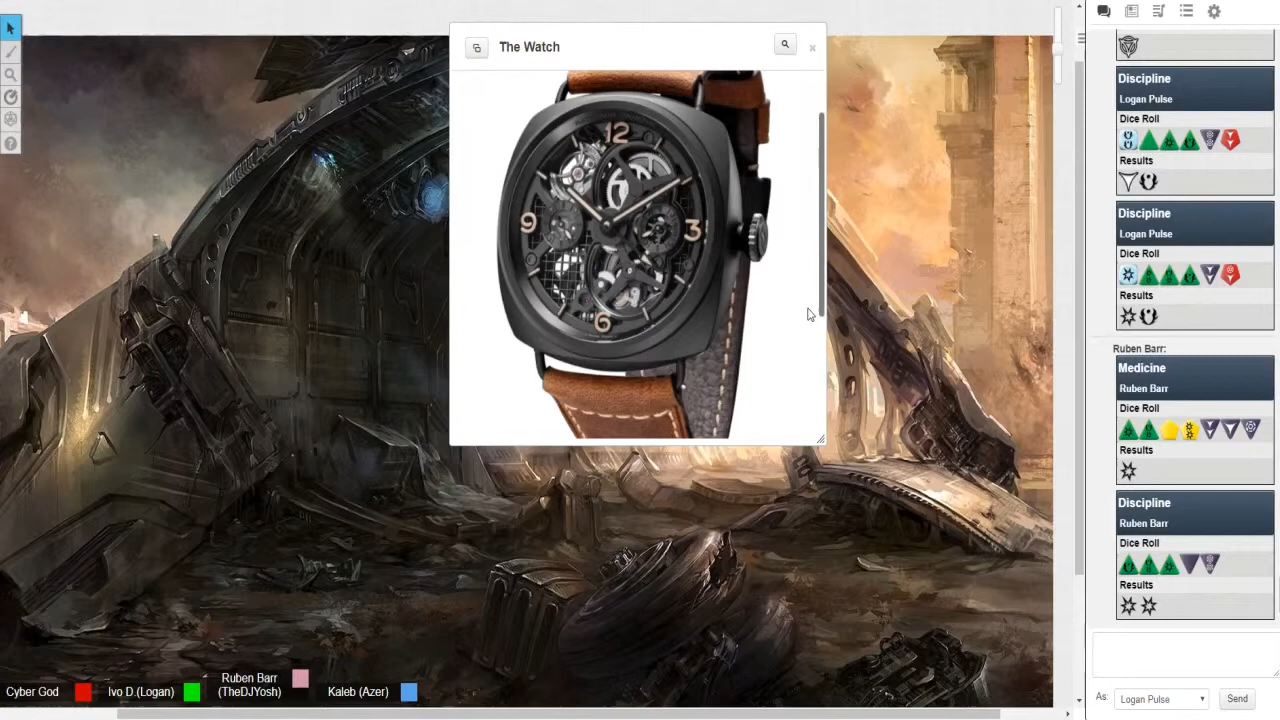 The Watch
12
9
3
6
Discipline
Logan Pulse
Dice Roll
Results
Discipline
Logan Pulse
Dice Roll
Results
Ruben Barr:
Medicine
Ruben Barr
Dice Roll
Results
Discipline
Ruben Barr
Dice Roll
Results
As:
Logan Pulse
Send
Cyber God
Ivo D.(Logan)
Ruben Barr
(TheDJYosh)
Kaleb (Azer)